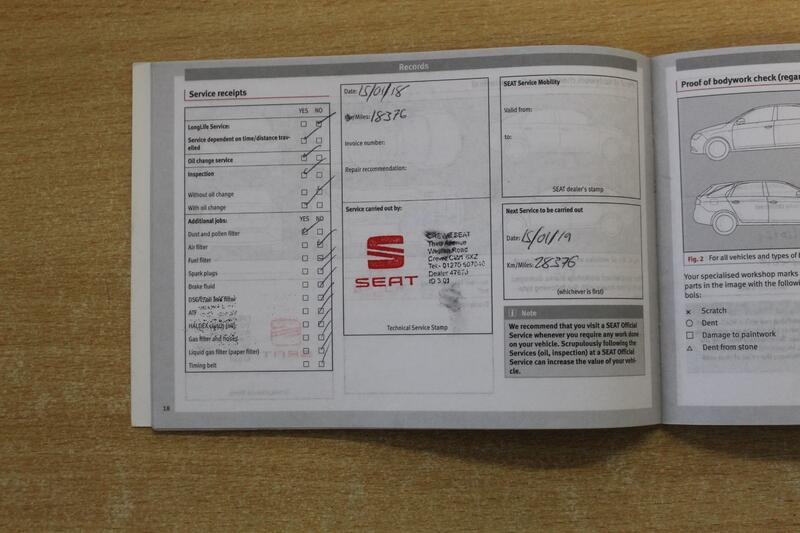 Records
Service receipts
YES NO
LongLife Service:
Service dependent on time/distance trav-
elled
Oil change service
Inspection
Without oil change
With oil change
Additional jobs: YES NO
Dust and pollen filter
Air filter
Fuel filter
Spark plugs
Brake fluid
ATF
Gas filter and hoses
Liquid gas filter (paper filter)
Timing belt
18
Date: 15/01/18
Km/Miles: 18376
Invoice number:
Repair recommendation:
Service carried out by:
SEAT
CREWE SEAT
Crewe CW1 6XZ
Dealer
Technical Service Stamp
SEAT Service Mobility
Valid from:
to:
SEAT dealer's stamp
Next Service to be carried out
Date: 15/01/19
Km/Miles: 28376
(whichever is first)
i Note
We recommend that you visit a SEAT Official
Service whenever you require any work done
on your vehicle. Scrupulously following the
Services (oil, inspection) at a SEAT Official
Service can increase the value of your vehi-
cle.
Proof of bodywork check (regar
Fig. 2 For all vehicles and types of
Your specialised workshop marks
parts in the image with the following
bols:
Scratch
Dent
Damage to paintwork
Dent from stone